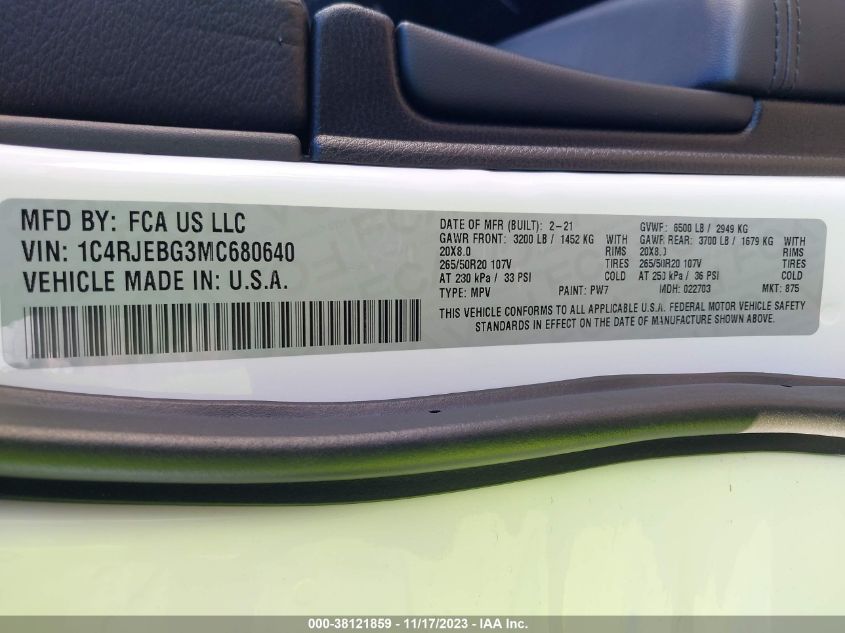 MFD BY: FCA US LLC
VIN: 1C4RJEBG3MC680640
VEHICLE MADE IN: U.S.A.
DATE OF MFR (BUILT): 2-21 GVWF: 6500 LB / 2949 KG
GAWR FRONT: 3200 LB / 1452 KG WITH GAWR REAR: 3700 LB / 1679 KG WITH
20X8.0 RIMS 20X8.0 RIMS
265/50R20 107V TIRES 265/50R20 107V TIRES
AT 230 kPa / 33 PSI COLD AT 250 kPa / 36 PSI COLD
TYPE: MPV PAINT: PW7 MDH: 022703 MKT: 875
THIS VEHICLE CONFORMS TO ALL APPLICABLE U.S.A. FEDERAL MOTOR VEHICLE SAFETY
STANDARDS IN EFFECT ON THE DATE OF MANUFACTURE SHOWN ABOVE.
000-38121859 - 11/17/2023 - IAA Inc.